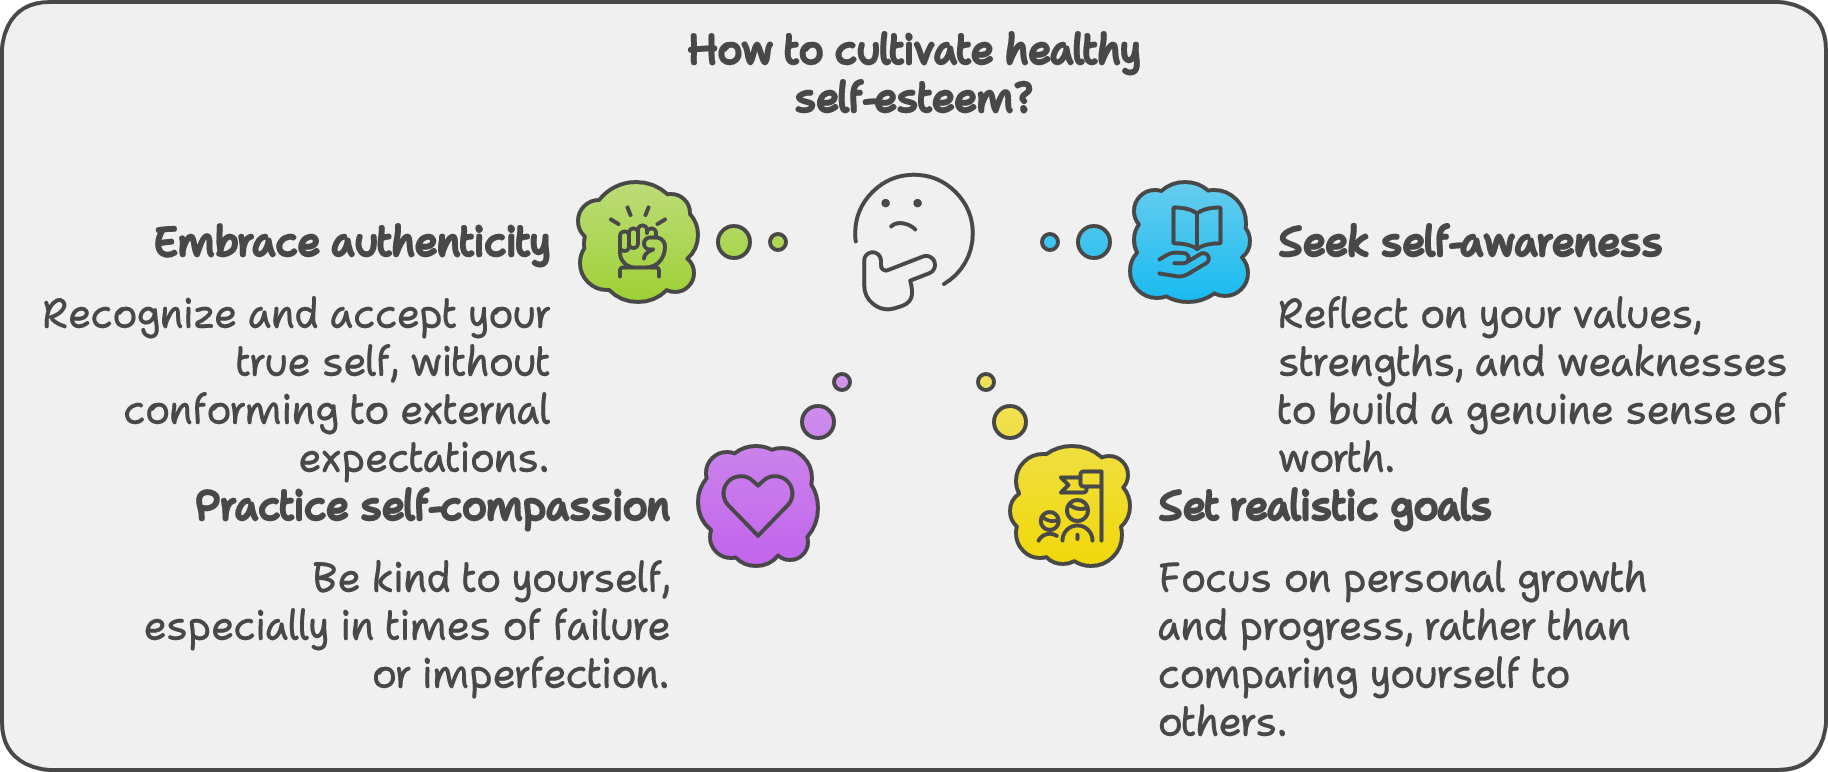 How to cultivate healthy
self-esteem?
Embrace authenticity
Recognize and accept your
true self, without
conforming to external
expectations.
Seek self-awareness
Reflect on your values,
strengths, and weaknesses
to build a genuine sense of
worth.
Practice self-compassion
Be kind to yourself,
especially in times of failure
or imperfection.
Set realistic goals
Focus on personal growth
and progress, rather than
comparing yourself to
others.